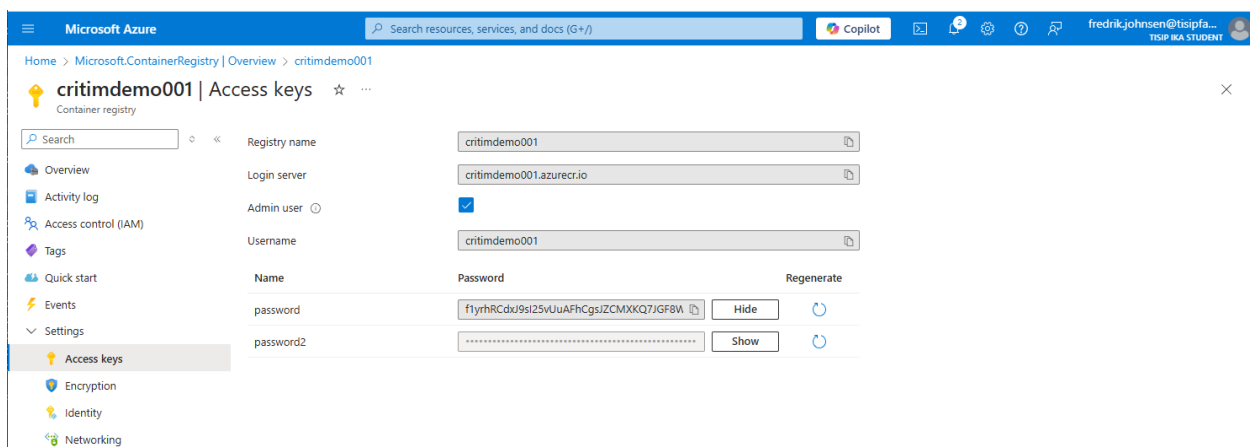 Microsoft Azure
Search resources, services, and docs (G+/)
Copilot
2
fredrik.johnsen@tisipfa...
TISIP IKA STUDENT
Home > Microsoft.ContainerRegistry | Overview > critimdemo001
critimdemo001 | Access keys
Container registry
Search
Overview
Activity log
Access control (IAM)
Tags
Quick start
Events
Settings
Access keys
Encryption
Identity
Networking
Registry name
critimdemo001
Login server
critimdemo001.azurecr.io
Admin user
Username
critimdemo001
Name Password Regenerate
password f1yrhRCdxJ9sI25vUuAFhCgsJZCMXKQ7JGF8W Hide
password2 Show